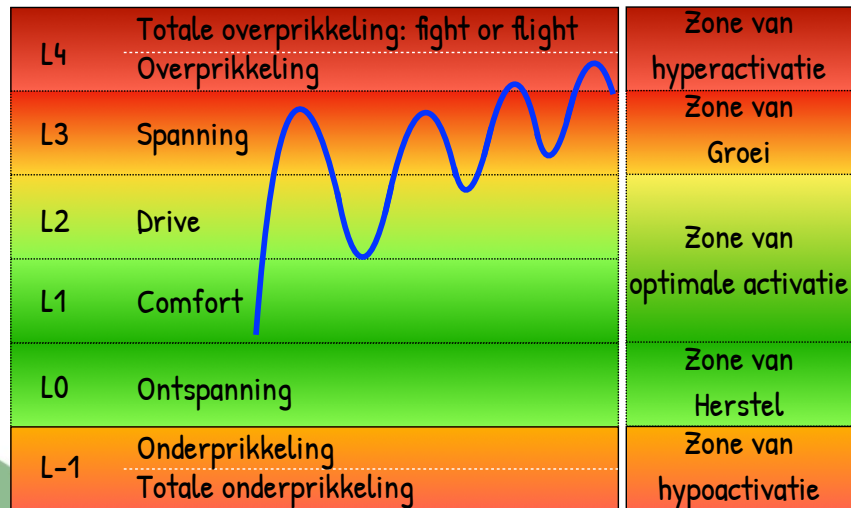 L4
Totale overprikkeling: fight or flight
Overprikkeling
Zone van
hyperactivatie
L3
Spanning
Zone van
Groei
L2
Drive
Zone van
optimale activatie
L1
Comfort
L0
Ontspanning
Zone van
Herstel
L-1
Onderprikkeling
Totale onderprikkeling
Zone van
hypoactivatie